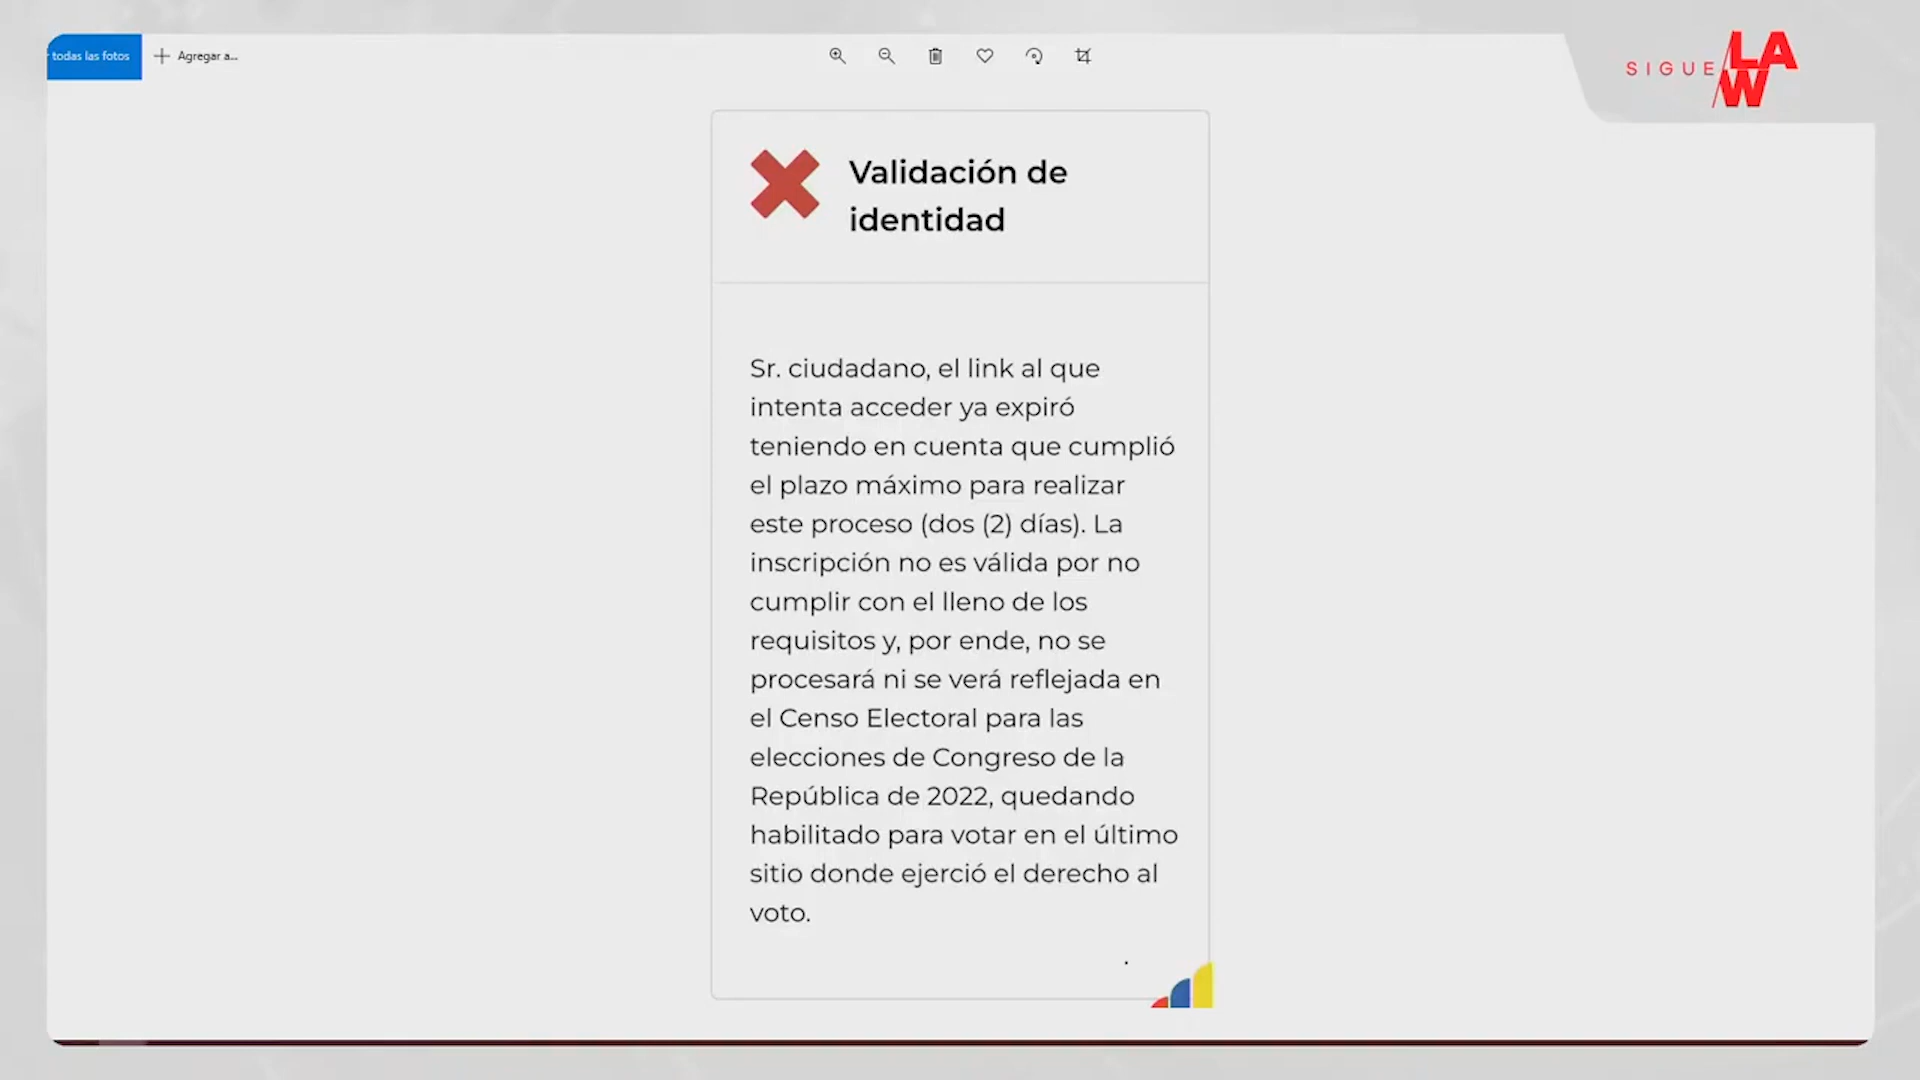 todas las fotos
Agregar a...
SIGUE LA W
Validación de
identidad
Sr. ciudadano, el link al que
intenta acceder ya expiró
teniendo en cuenta que cumplió
el plazo máximo para realizar
este proceso (dos (2) días). La
inscripción no es válida por no
cumplir con el lleno de los
requisitos y, por ende, no se
procesará ni se verá reflejada en
el Censo Electoral para las
elecciones de Congreso de la
República de 2022, quedando
habilitado para votar en el último
sitio donde ejerció el derecho al
voto.